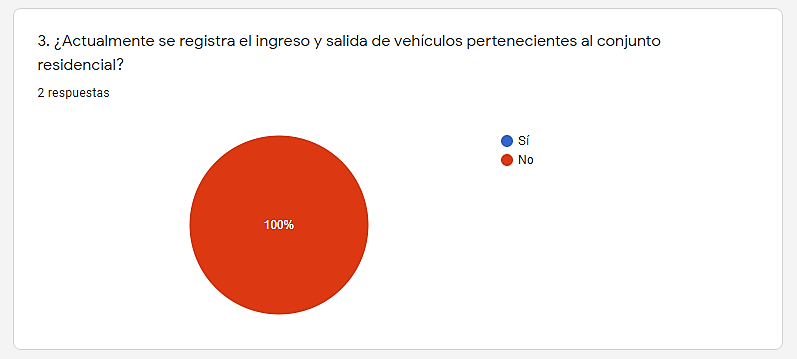 3. ¿Actualmente se registra el ingreso y salida de vehículos pertenecientes al conjunto
residencial?
2 respuestas
Sí
No
100%